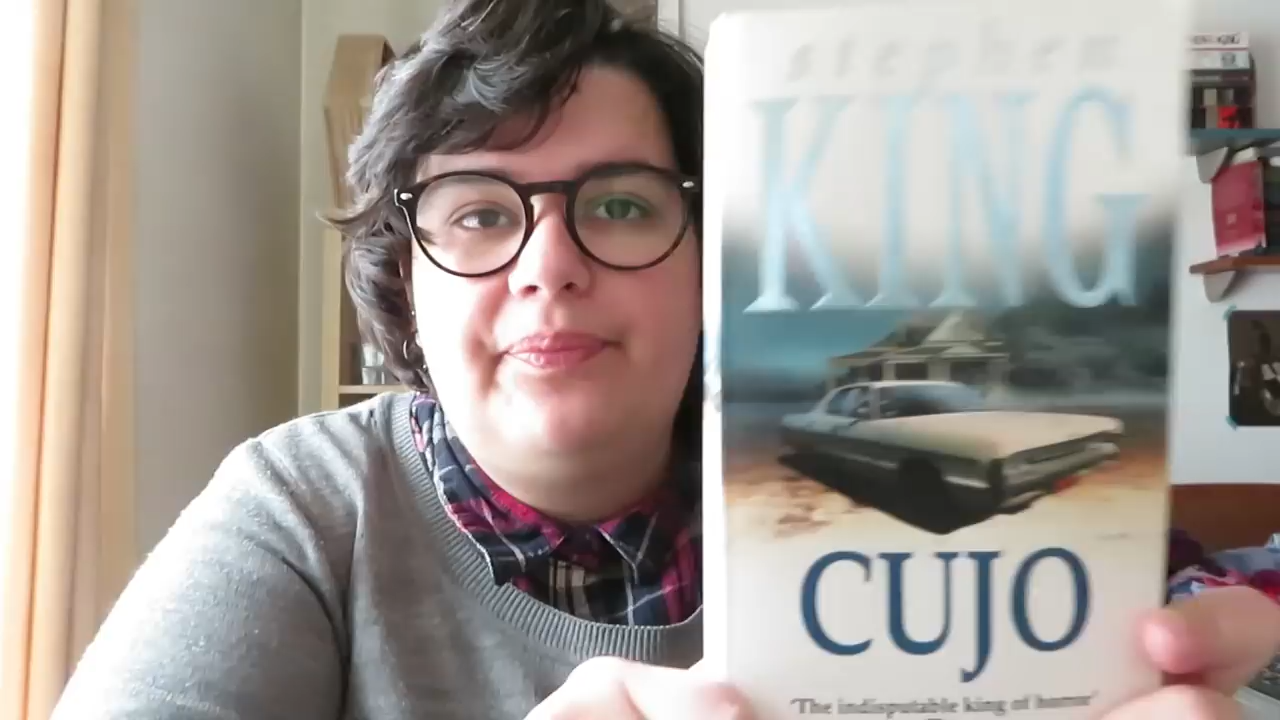 stephen
KING
CUJO
'The indisputable king of horror'